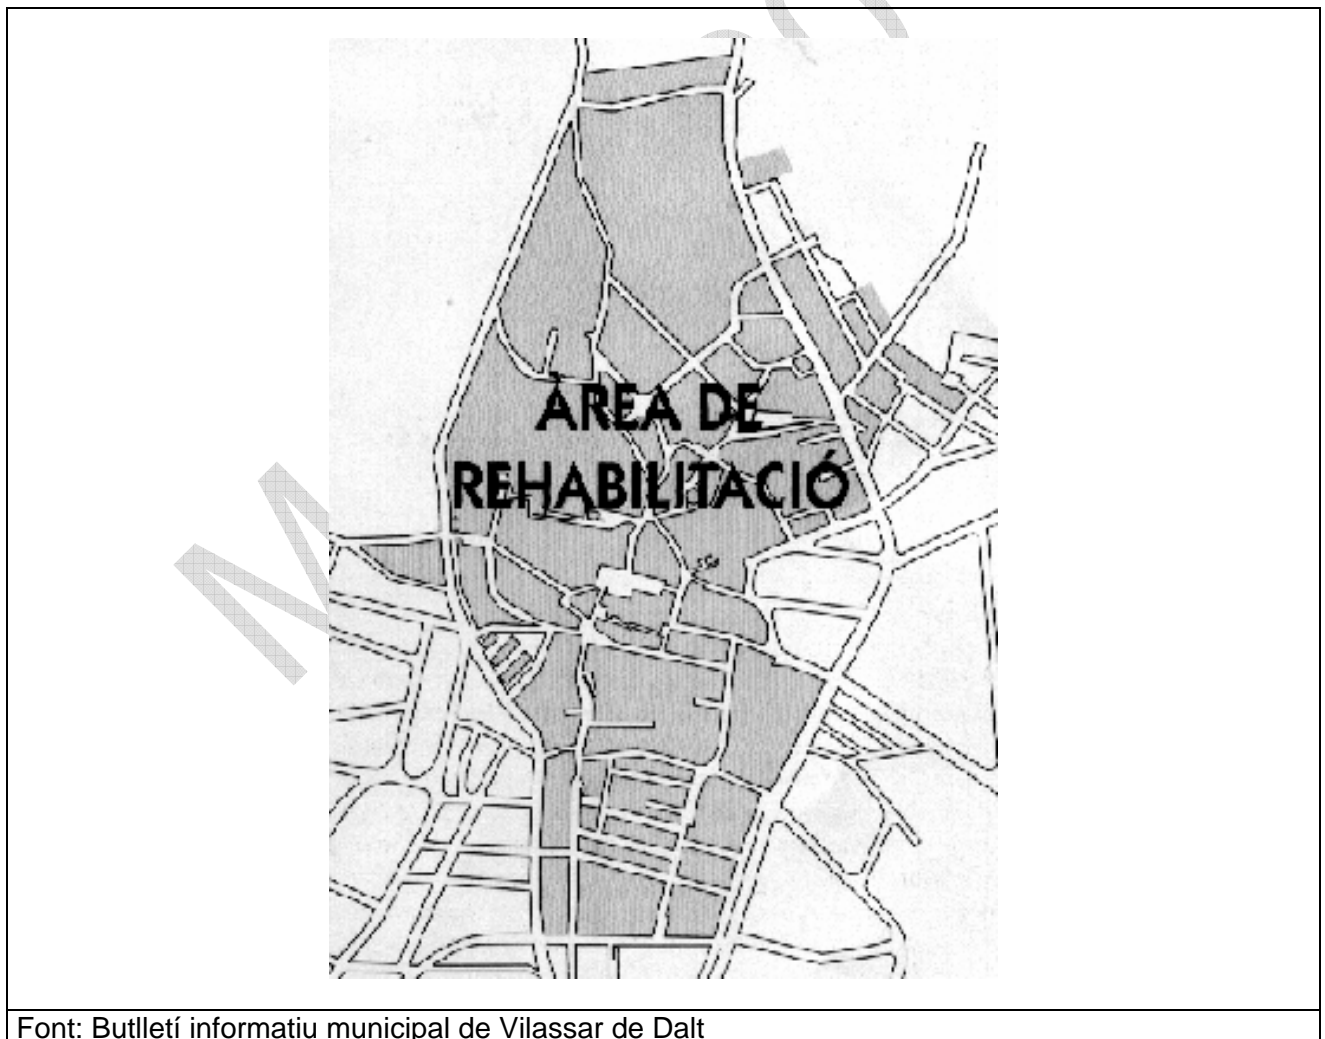 ÀREA DE
REHABILITACIÓ
Font: Butlletí informatiu municipal de Vilassar de Dalt